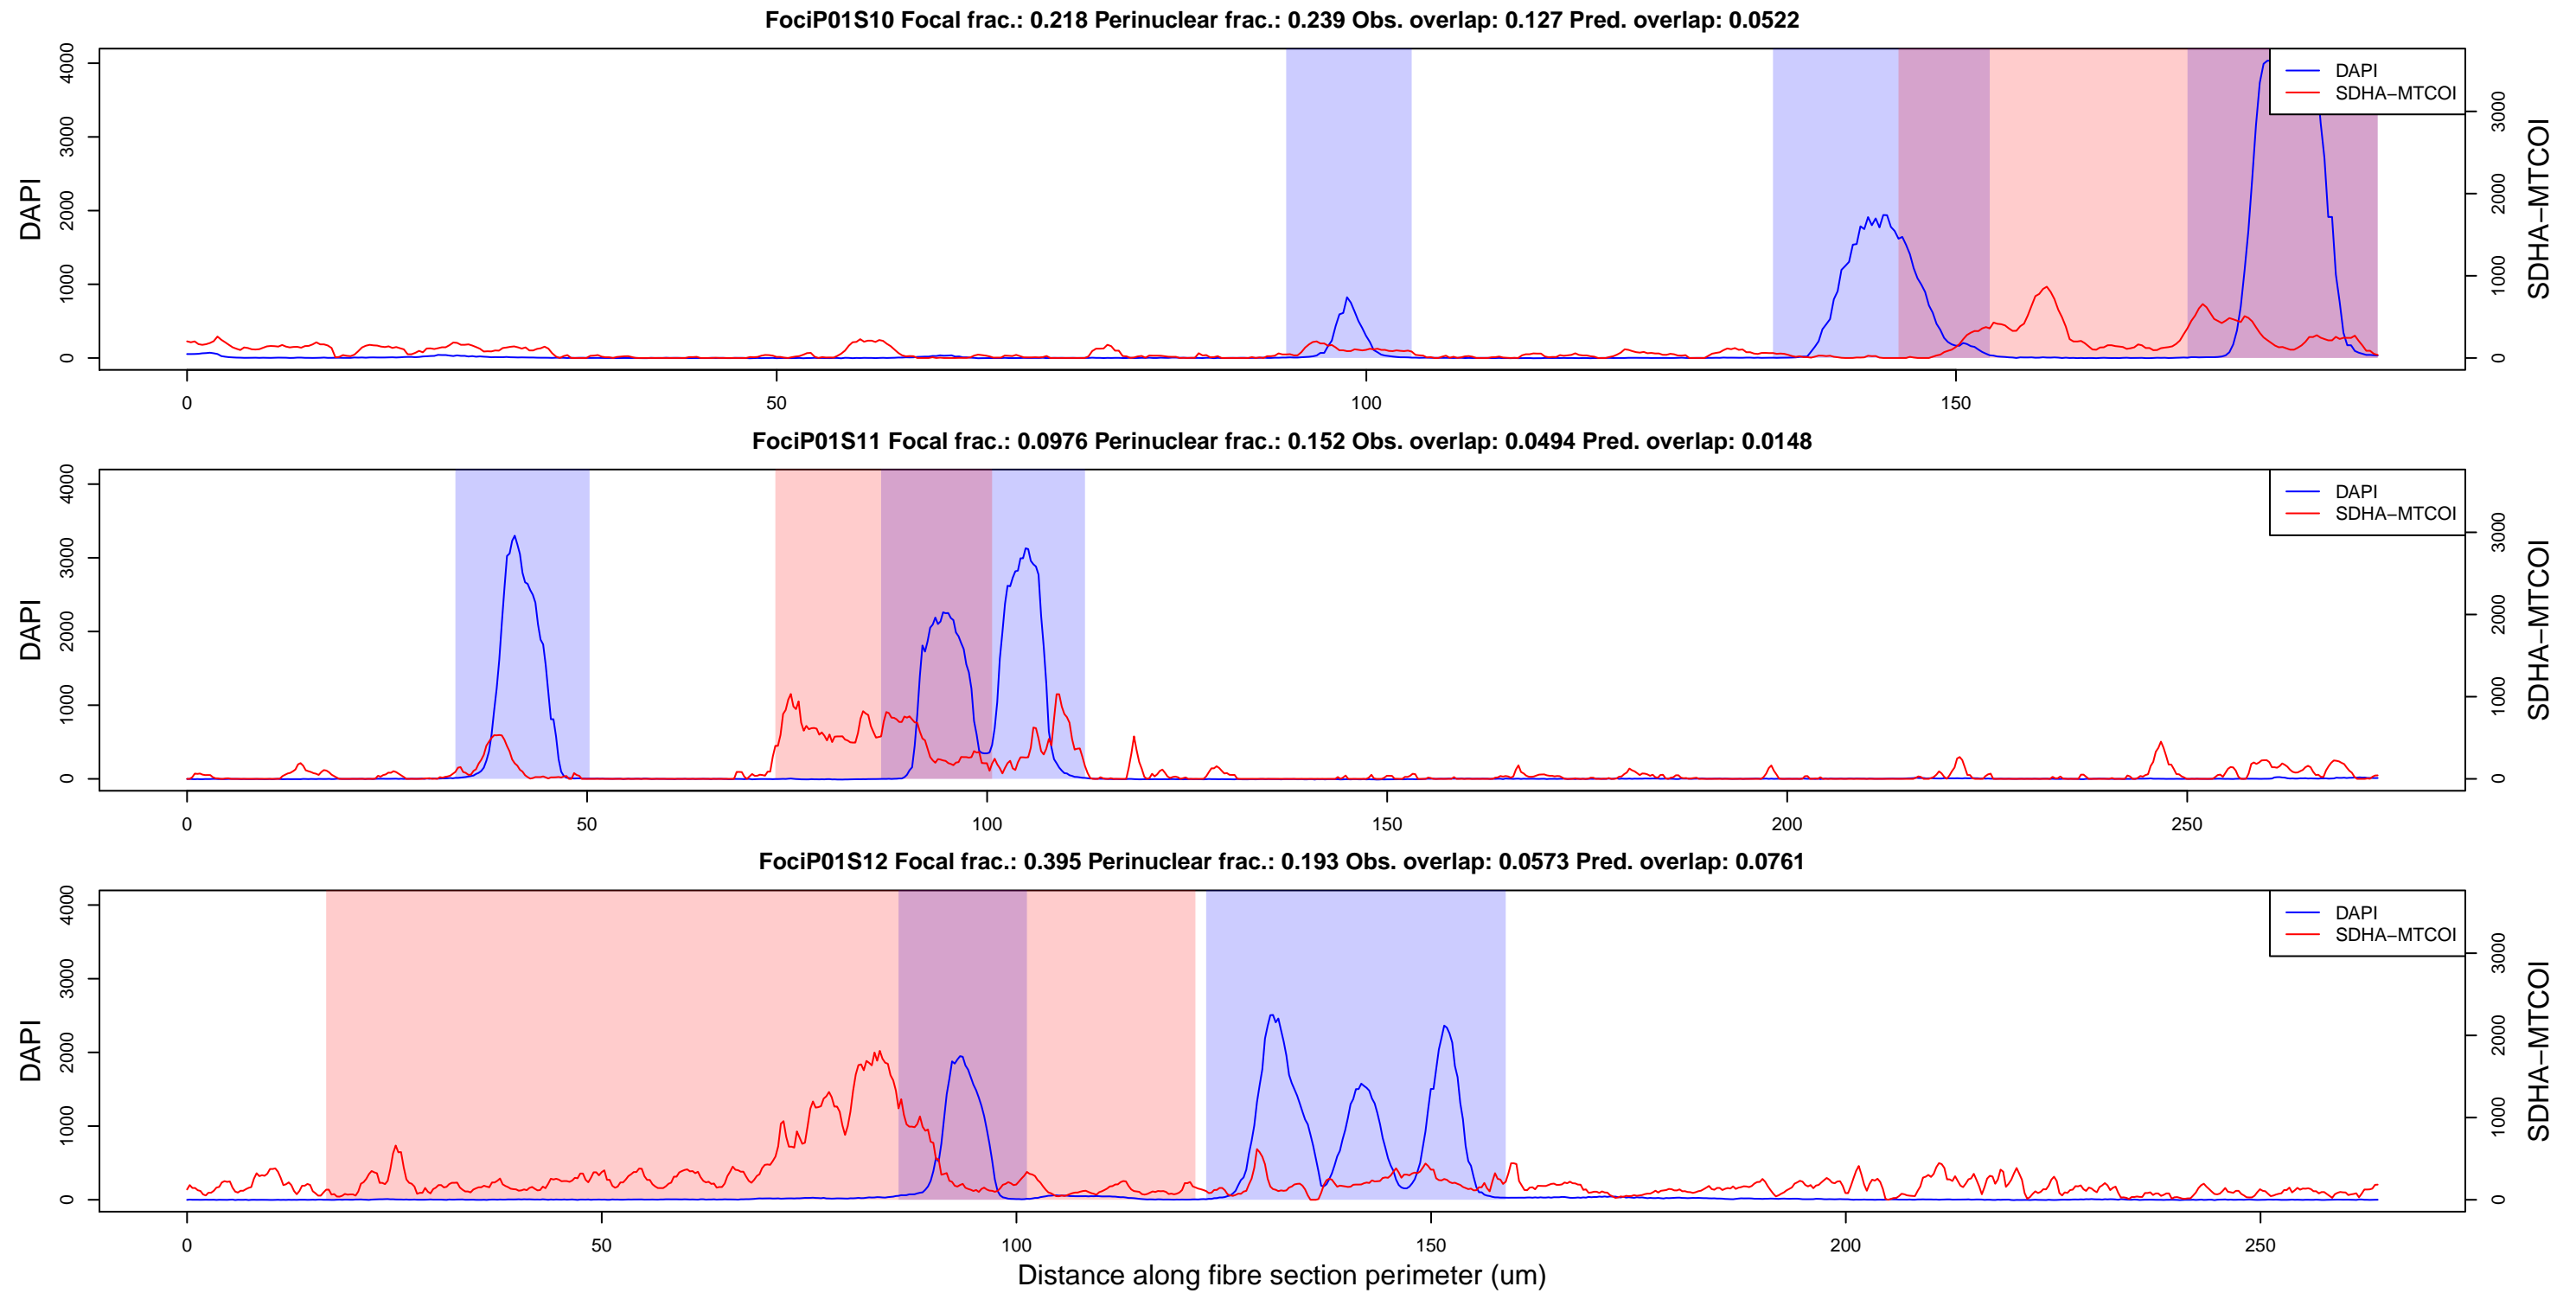 FociP01S10 Focal frac.: 0.218 Perinuclear frac.: 0.239 Obs. overlap: 0.127 Pred. overlap: 0.0522
DAPI
0 1000 2000 3000 4000
DAPI
SDHA−MTCOI
0 1000 2000 3000
SDHA−MTCOI
0 50 100 150
FociP01S11 Focal frac.: 0.0976 Perinuclear frac.: 0.152 Obs. overlap: 0.0494 Pred. overlap: 0.0148
DAPI
0 1000 2000 3000 4000
DAPI
SDHA−MTCOI
0 1000 2000 3000
SDHA−MTCOI
0 50 100 150 200 250
FociP01S12 Focal frac.: 0.395 Perinuclear frac.: 0.193 Obs. overlap: 0.0573 Pred. overlap: 0.0761
DAPI
0 1000 2000 3000 4000
DAPI
SDHA−MTCOI
0 1000 2000 3000
SDHA−MTCOI
0 50 100 150 200 250
Distance along fibre section perimeter (um)